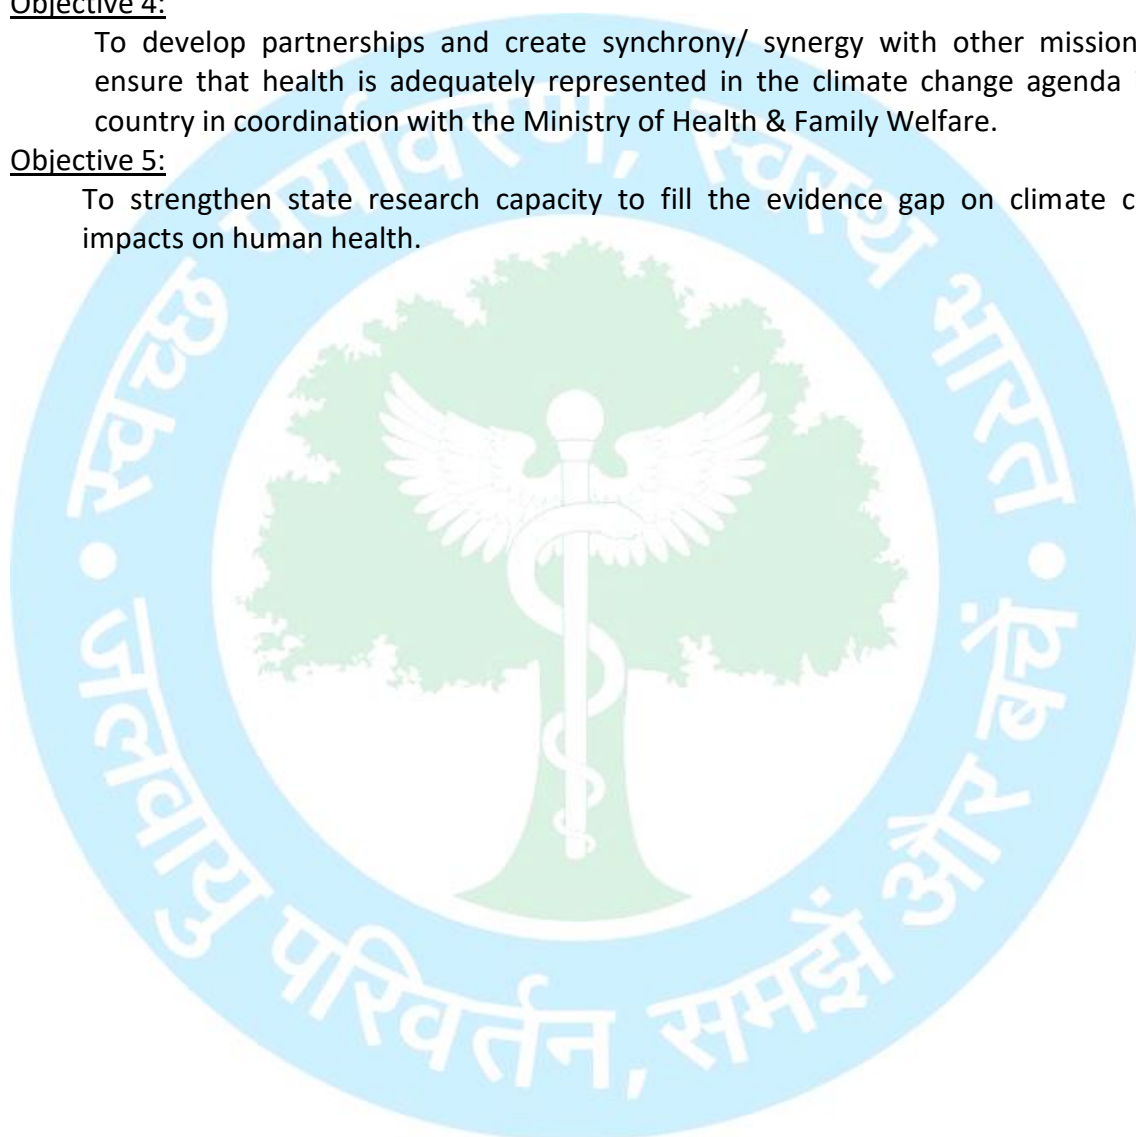 Objective 4:
To develop partnerships and create synchrony/ synergy with other mission
ensure that health is adequately represented in the climate change agenda
country in coordination with the Ministry of Health & Family Welfare.
Objective 5:
To strengthen state research capacity to fill the evidence gap on climate c
impacts on human health.
स्वच्छ पर्यावरण, स्वस्थ भारत
जलवायु परिवर्तन, समझें और बचें